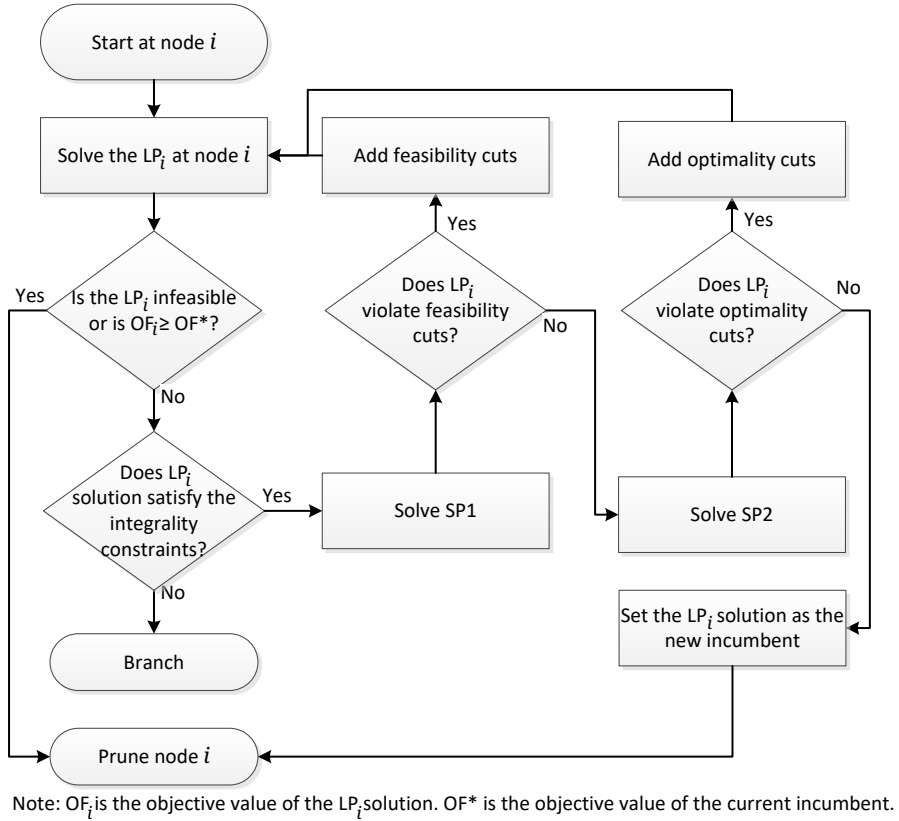 Start at node i
Solve the LPi at node i
Add feasibility cuts
Add optimality cuts
Yes
Yes
Yes
Is the LPi infeasible
or is OFi≥ OF*?
Does LPi
violate feasibility
cuts?
Does LPi
violate optimality
cuts?
No
No
No
Does LPi
solution satisfy the
integrality
constraints?
Yes
Solve SP1
Solve SP2
No
Set the LPi solution as the
new incumbent
Branch
Prune node i
Note: OFi is the objective value of the LPi solution. OF* is the objective value of the current incumbent.